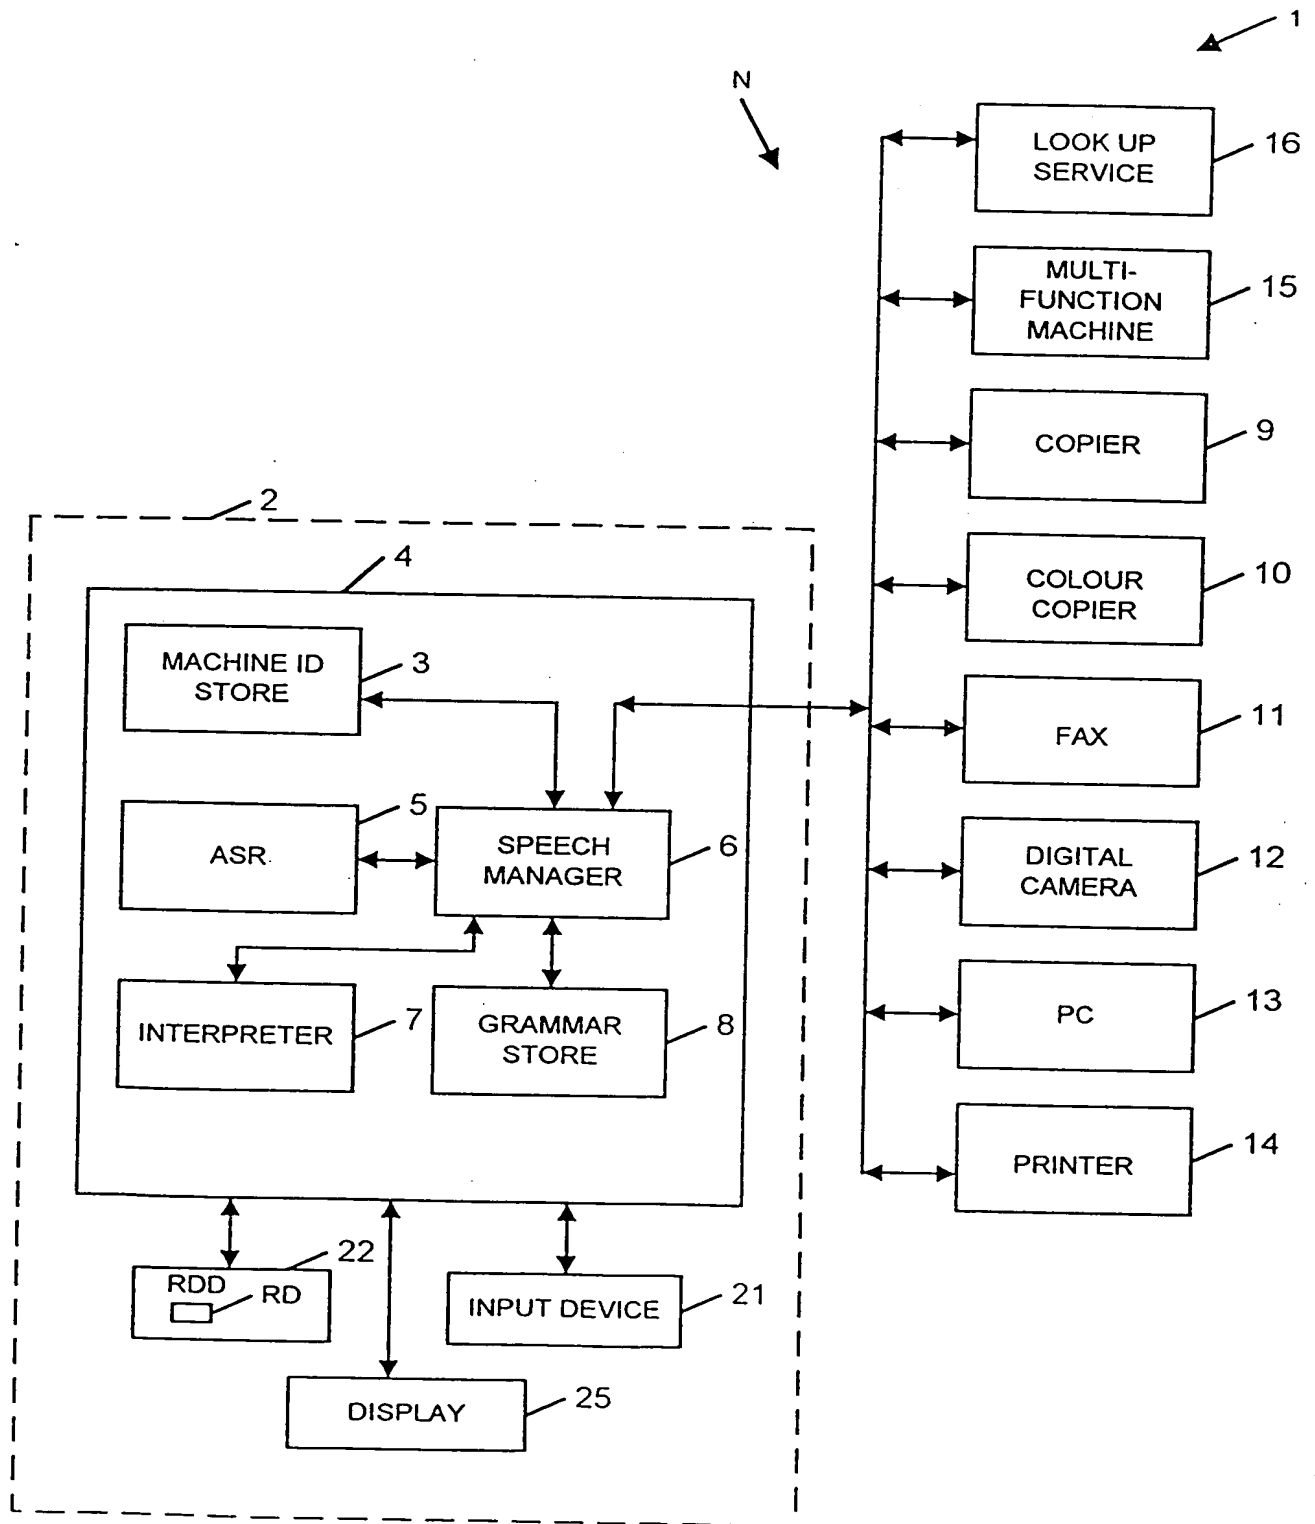 1
N
LOOK UP
SERVICE
16
MULTI-
FUNCTION
MACHINE
15
COPIER
9
COLOUR
COPIER
10
FAX
11
DIGITAL
CAMERA
12
PC
13
PRINTER
14
2
4
MACHINE ID
STORE
3
ASR
5
SPEECH
MANAGER
6
INTERPRETER
7
GRAMMAR
STORE
8
22
RDD
RD
INPUT DEVICE
21
DISPLAY
25